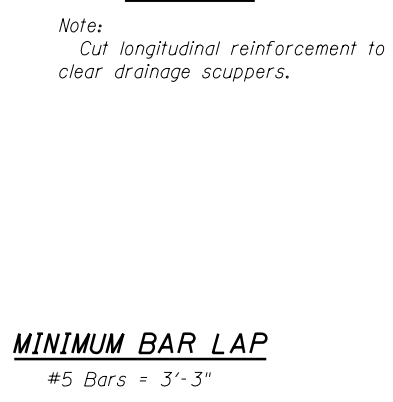 Note:
Cut longitudinal reinforcement to
clear drainage scuppers.
MINIMUM BAR LAP
#5 Bars = 3'-3"